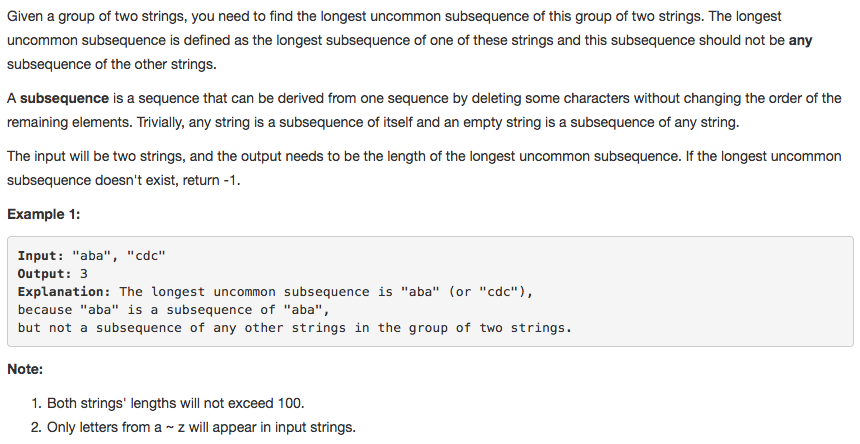 Given a group of two strings, you need to find the longest uncommon subsequence of this group of two strings. The longest
uncommon subsequence is defined as the longest subsequence of one of these strings and this subsequence should not be any
subsequence of the other strings.
A subsequence is a sequence that can be derived from one sequence by deleting some characters without changing the order of the
remaining elements. Trivially, any string is a subsequence of itself and an empty string is a subsequence of any string.
The input will be two strings, and the output needs to be the length of the longest uncommon subsequence. If the longest uncommon
subsequence doesn't exist, return -1.
Example 1:
Input: "aba", "cdc"
Output: 3
Explanation: The longest uncommon subsequence is "aba" (or "cdc"),
because "aba" is a subsequence of "aba",
but not a subsequence of any other strings in the group of two strings.
Note:
1. Both strings' lengths will not exceed 100.
2. Only letters from a ~ z will appear in input strings.